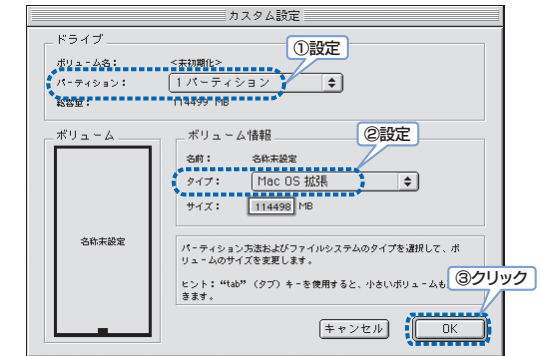 カスタム設定
ドライブ
①設定
ボリューム名： <未初期化>
パーティション： 1 パーティション
総容量： 114499 MB
ボリューム
ボリューム情報
②設定
名前： 名称未設定
タイプ： Mac OS 拡張
サイズ： 114498 MB
名称未設定
パーティション方法およびファイルシステムのタイプを選択して、ボ
リュームのサイズを変更します。
ヒント：“tab”（タブ）キーを使用すると、小さいボリュームも
きます。
③クリック
キャンセル
OK